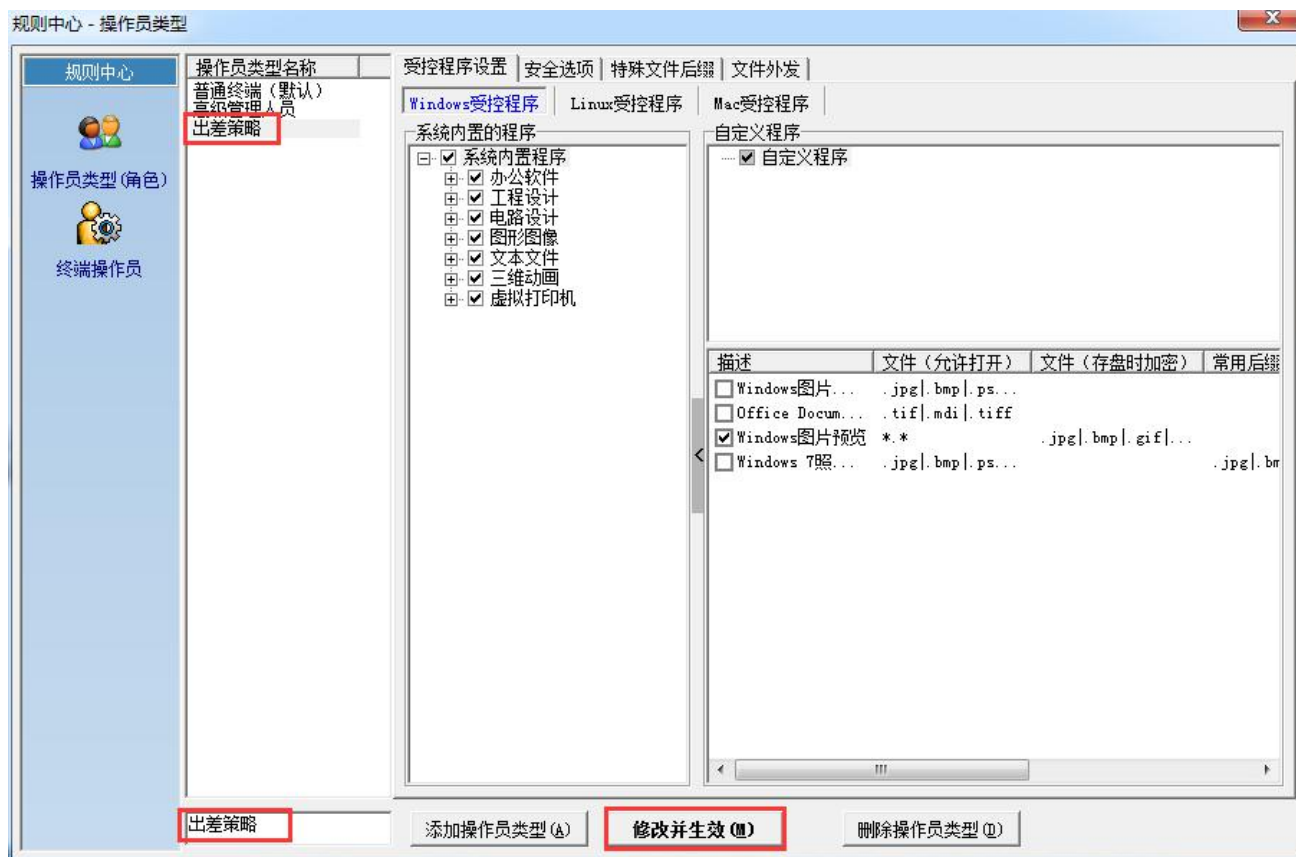 规则中心 - 操作员类型
规则中心
操作员类型(角色)
终端操作员
操作员类型名称
普通终端（默认）
高级管理人员
出差策略
出差策略
受控程序设置 安全选项 特殊文件后缀 文件外发
Windows受控程序 Linux受控程序 Mac受控程序
系统内置的程序
系统内置程序
办公软件
工程设计
电路设计
图形图像
文本文件
三维动画
虚拟打印机
自定义程序
自定义程序
描述 文件（允许打开） 文件（存盘时加密） 常用后缀
Windows图片... .jpg|.bmp|.ps...
Office Docum... .tif|.mdi|.tiff
Windows图片预览 *.* .jpg|.bmp|.gif|...
Windows 7照... .jpg|.bmp|.ps... .jpg|.bm
添加操作员类型(A) 修改并生效(M) 删除操作员类型(D)